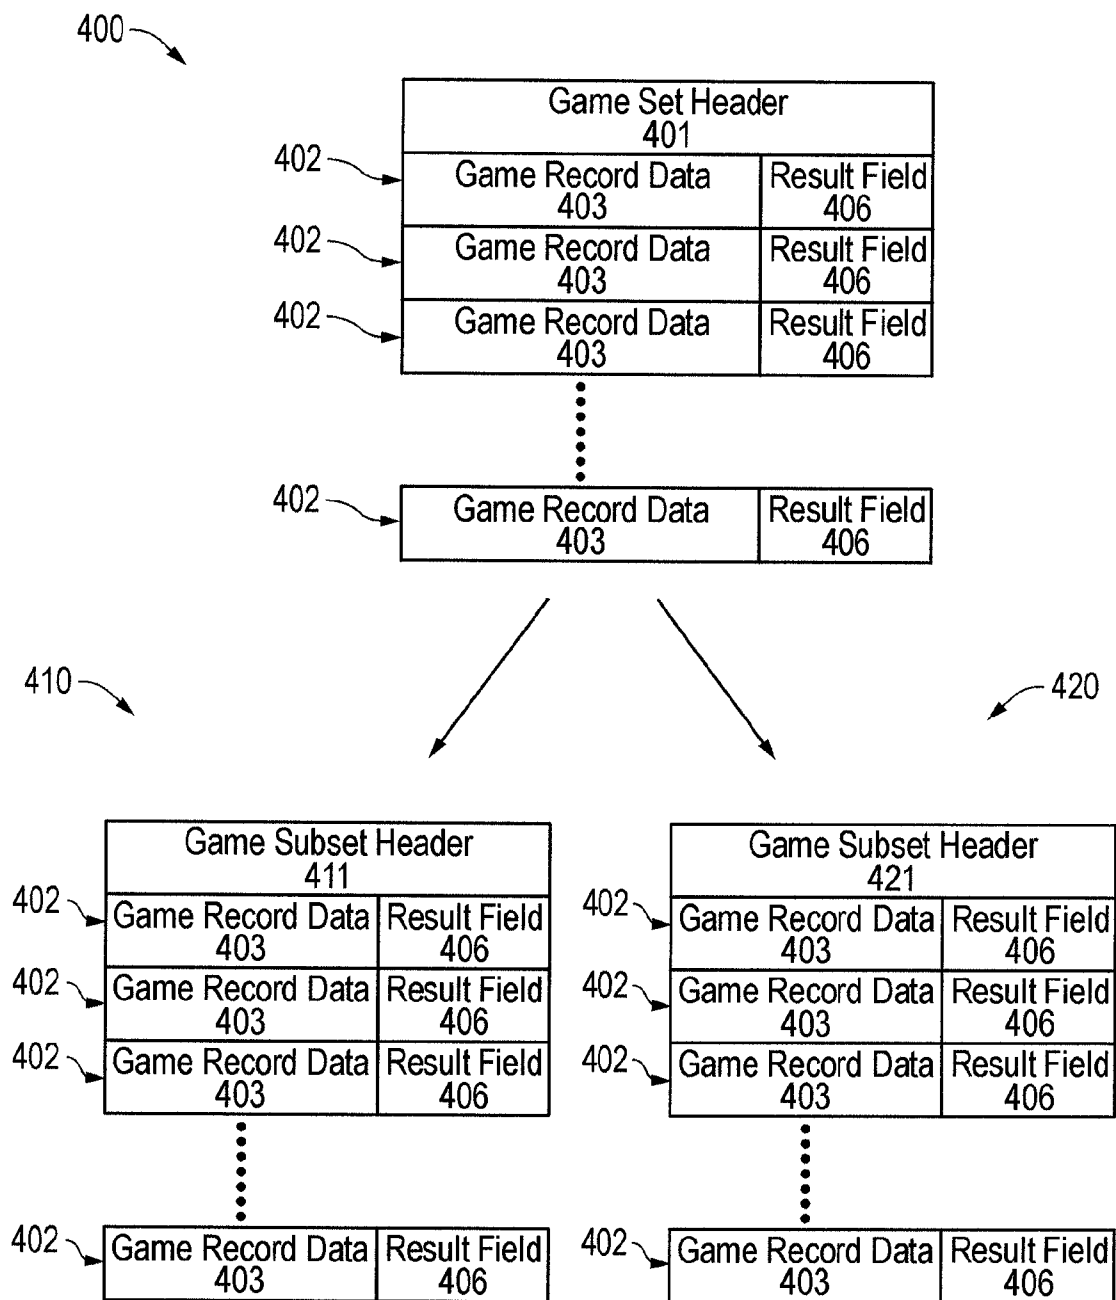 400
Game Set Header
401
402
Game Record Data
403
Result Field
406
402
Game Record Data
403
Result Field
406
402
Game Record Data
403
Result Field
406
402
Game Record Data
403
Result Field
406
410
420
Game Subset Header
411
402
Game Record Data
403
Result Field
406
402
Game Record Data
403
Result Field
406
402
Game Record Data
403
Result Field
406
402
Game Record Data
403
Result Field
406
Game Subset Header
421
402
Game Record Data
403
Result Field
406
402
Game Record Data
403
Result Field
406
402
Game Record Data
403
Result Field
406
402
Game Record Data
403
Result Field
406